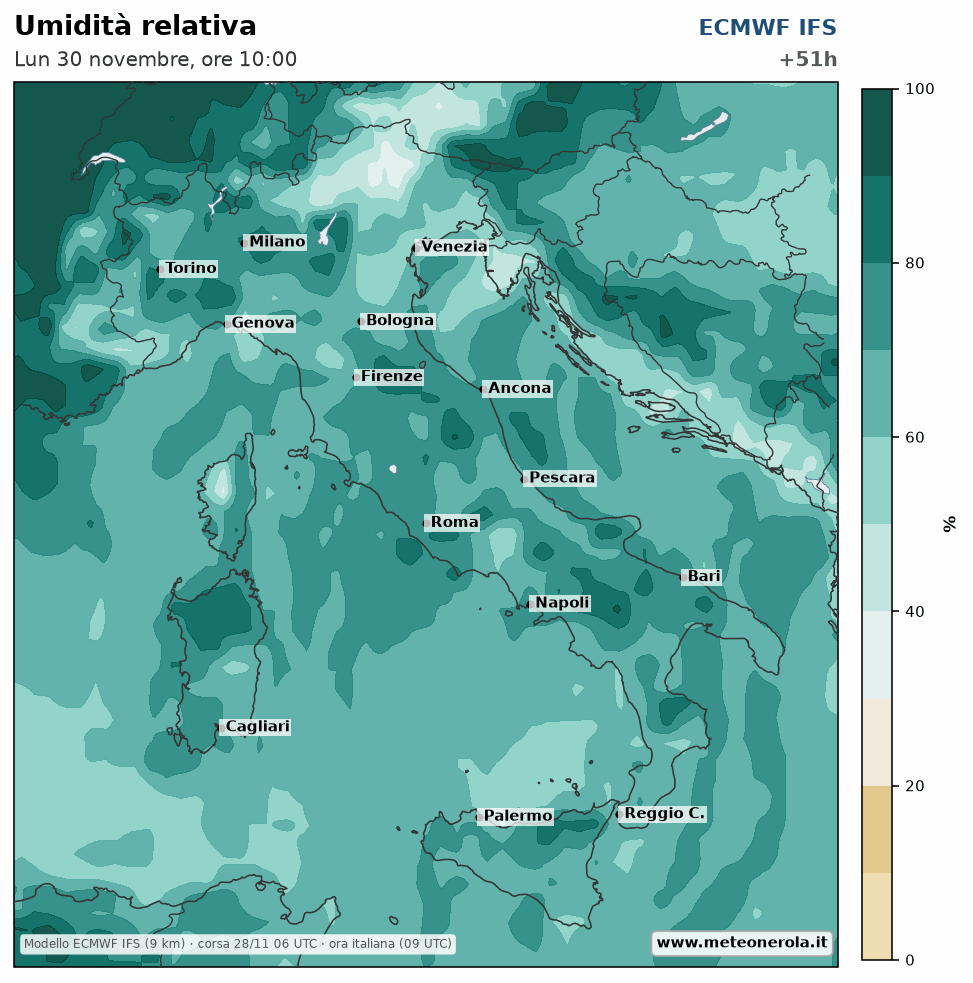 Umidità relativa
ECMWF IFS
Lun 30 novembre, ore 10:00
+51h
100
80
60
40
20
0
%
Milano
Venezia
Torino
Genova
Bologna
Firenze
Ancona
Pescara
Roma
Bari
Napoli
Cagliari
Palermo
Reggio C.
Modello ECMWF IFS (9 km) · corsa 28/11 06 UTC · ora italiana (09 UTC)
www.meteonerola.it